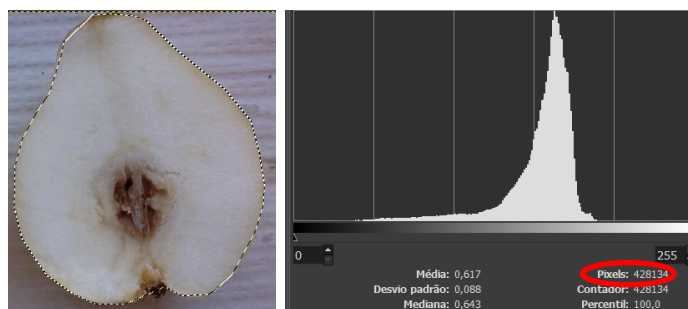 0 255
Média: 0,617 Pixels: 428134
Desvio padrão: 0,088 Contador: 428134
Mediana: 0,643 Percentil: 100,0